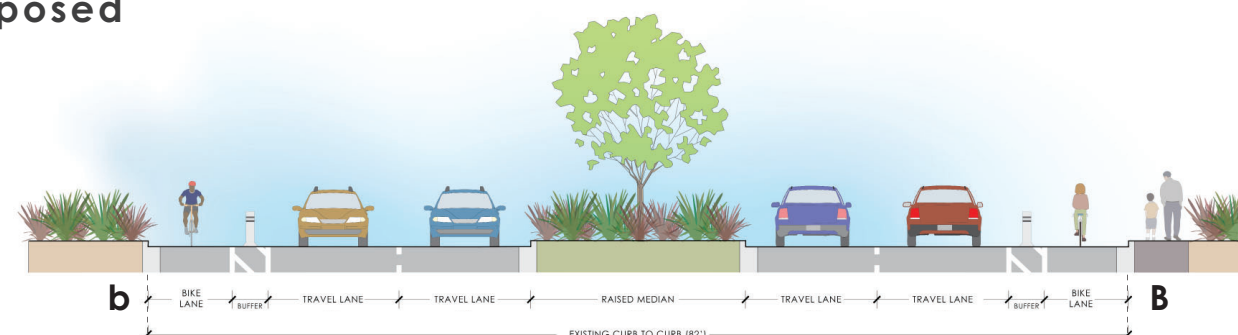 posed
b
BIKE
LANE
BUFFER
TRAVEL LANE
TRAVEL LANE
RAISED MEDIAN
TRAVEL LANE
TRAVEL LANE
BUFFER
BIKE
LANE
B
EXISTING CURB TO CURB (82')